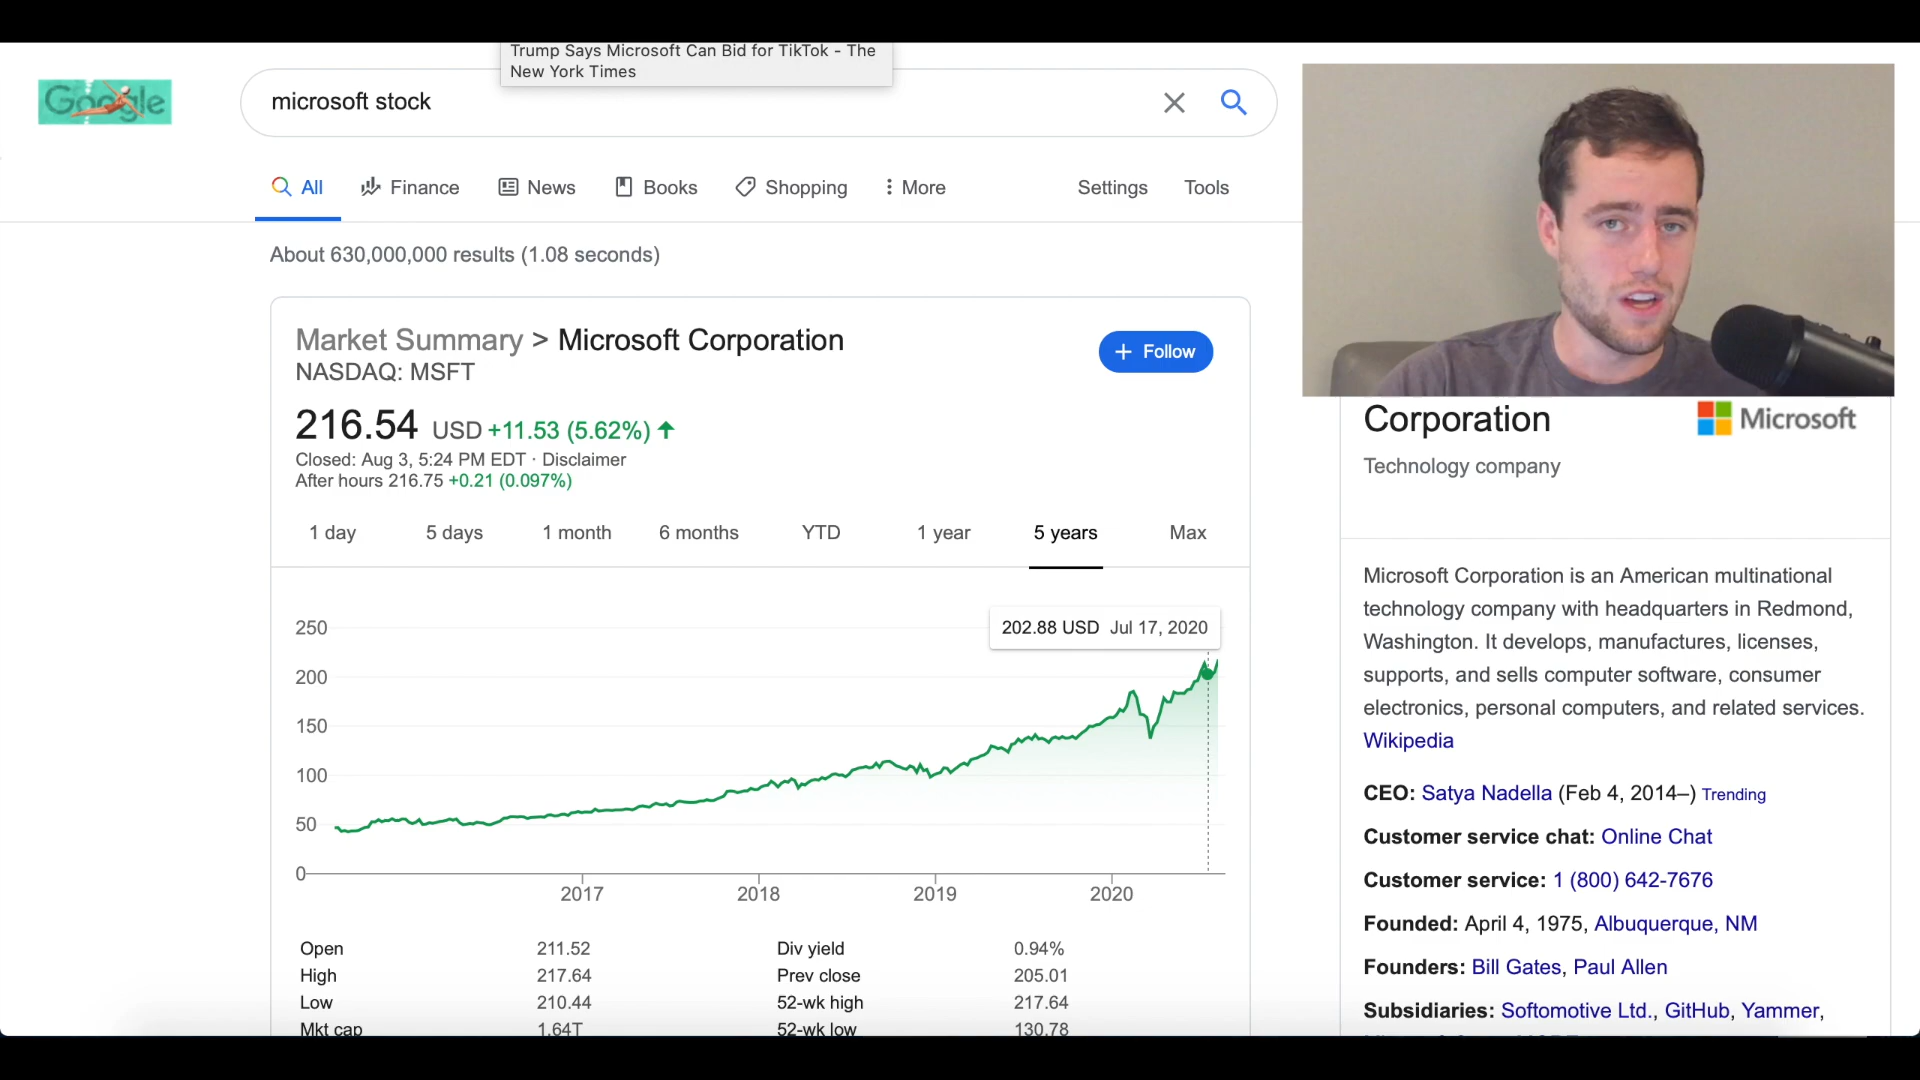 Trump Says Microsoft Can Bid for TikTok - The
New York Times
Google
microsoft stock
All Finance News Books Shopping More Settings Tools
About 630,000,000 results (1.08 seconds)
Market Summary > Microsoft Corporation
NASDAQ: MSFT
+ Follow
216.54 USD +11.53 (5.62%)
Closed: Aug 3, 5:24 PM EDT · Disclaimer
After hours 216.75 +0.21 (0.097%)
1 day 5 days 1 month 6 months YTD 1 year 5 years Max
202.88 USD Jul 17, 2020
250
200
150
100
50
0
2017 2018 2019 2020
Open 211.52 Div yield 0.94%
High 217.64 Prev close 205.01
Low 210.44 52-wk high 217.64
Mkt cap 1.64T 52-wk low 130.78
Corporation
Microsoft
Technology company
Microsoft Corporation is an American multinational
technology company with headquarters in Redmond,
Washington. It develops, manufactures, licenses,
supports, and sells computer software, consumer
electronics, personal computers, and related services.
Wikipedia
CEO: Satya Nadella (Feb 4, 2014–) Trending
Customer service chat: Online Chat
Customer service: 1 (800) 642-7676
Founded: April 4, 1975, Albuquerque, NM
Founders: Bill Gates, Paul Allen
Subsidiaries: Softomotive Ltd., GitHub, Yammer,